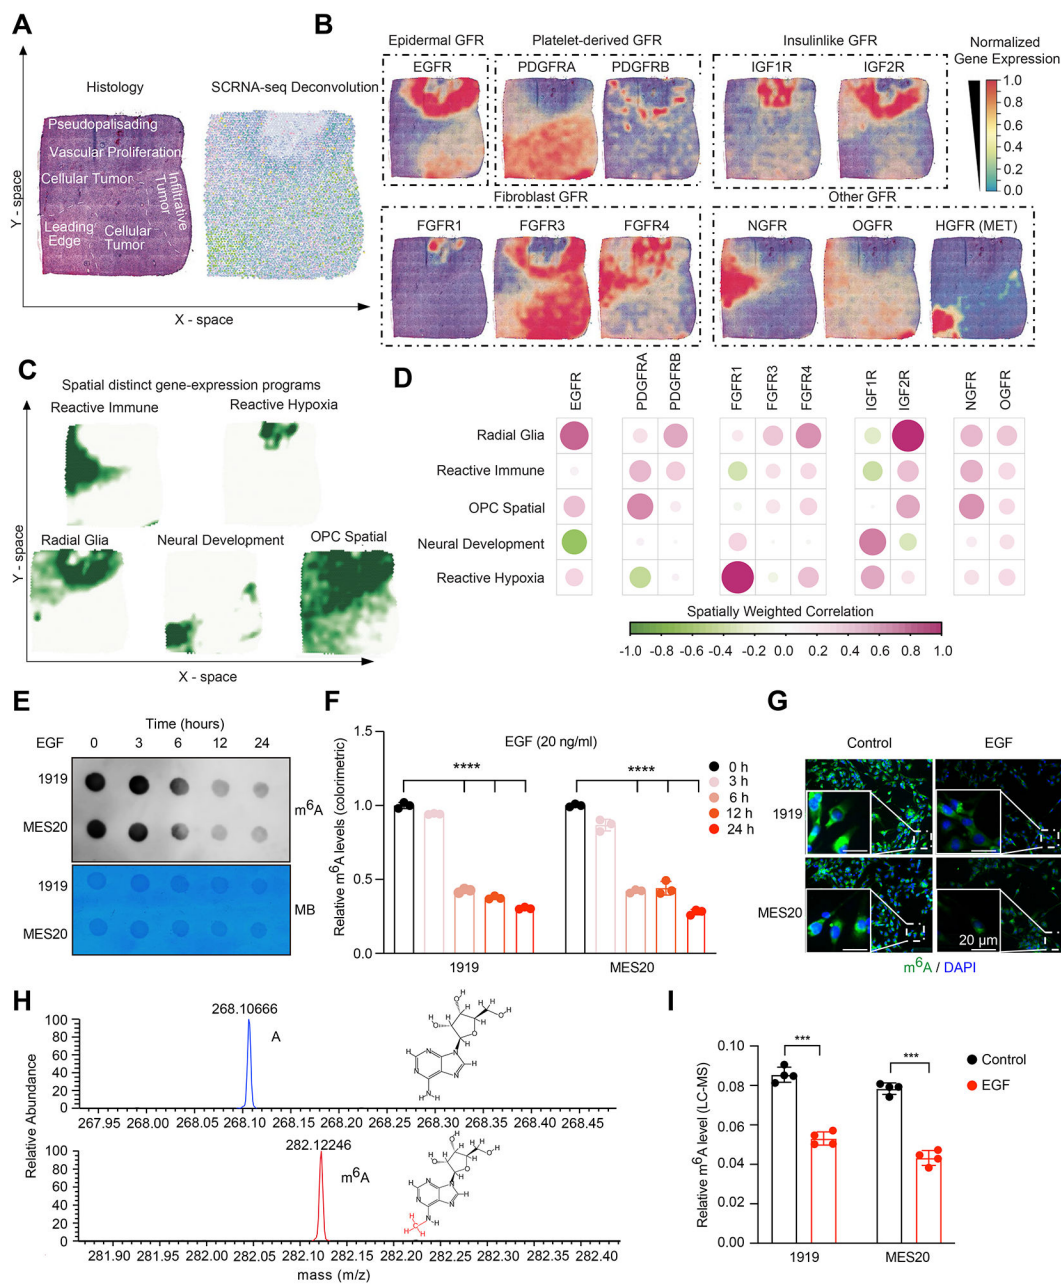 A
Histology
SCRNA-seq Deconvolution
Pseudopalisading
Vascular Proliferation
Cellular Tumor
Infiltrative
Tumor
Leading
Edge
Cellular
Tumor
Y - space
X - space
B
Epidermal GFR
Platelet-derived GFR
Insulinlike GFR
EGFR
PDGFRA
PDGFRB
IGF1R
IGF2R
Normalized
Gene Expression
1.0
0.8
0.6
0.4
0.2
0.0
Fibroblast GFR
Other GFR
FGFR1
FGFR3
FGFR4
NGFR
OGFR
HGFR (MET)
C
Spatial distinct gene-expression programs
Reactive Immune
Reactive Hypoxia
Radial Glia
Neural Development
OPC Spatial
Y - space
X - space
D
EGFR
PDGFRA
PDGFRB
FGFR1
FGFR3
FGFR4
IGF1R
IGF2R
NGFR
OGFR
Radial Glia
Reactive Immune
OPC Spatial
Neural Development
Reactive Hypoxia
Spatially Weighted Correlation
-1.0 -0.8 -0.6 -0.4 -0.2 0.0 0.2 0.4 0.6 0.8 1.0
E
Time (hours)
EGF 0 3 6 12 24
1919
MES20
m6A
1919
MES20
MB
F
EGF (20 ng/ml)
Relative m6A levels (colorimetric)
1.5
1.0
0.5
0.0
****
****
0 h
3 h
6 h
12 h
24 h
1919
MES20
G
Control
EGF
1919
MES20
20 µm
m6A / DAPI
H
Relative Abundance
268.10666
A
100
80
60
40
20
0
267.95 268.00 268.05 268.10 268.15 268.20 268.25 268.30 268.35 268.40 268.45
282.12246
m6A
100
80
60
40
20
0
281.90 281.95 282.00 282.05 282.10 282.15 282.20 282.25 282.30 282.35 282.40
mass (m/z)
I
Relative m6A level (LC-MS)
0.10
0.08
0.06
0.04
0.00
***
***
Control
EGF
1919
MES20